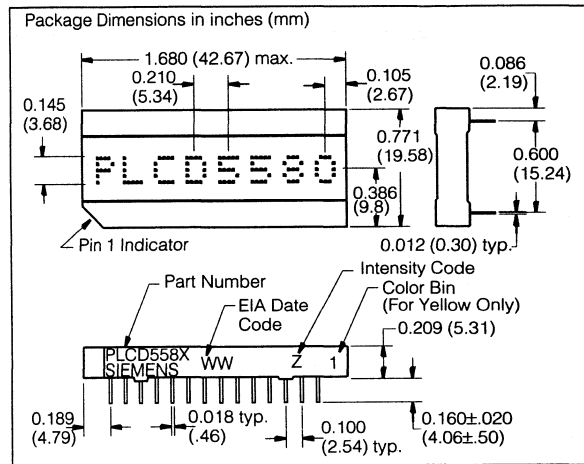 Package Dimensions in inches (mm)
1.680 (42.67) max.
0.210
(5.34)
0.105
(2.67)
0.086
(2.19)
0.145
(3.68)
0.771
(19.58)
0.600
(15.24)
PLCD5580
0.386
(9.8)
Pin 1 Indicator
0.012 (0.30) typ.
Part Number
Intensity Code
EIA Date
Code
Color Bin
(For Yellow Only)
0.209 (5.31)
PLCD558X
SIEMENS
WW
Z
1
0.189
(4.79)
0.018 typ.
(.46)
0.100
(2.54) typ.
0.160±.020
(4.06±.50)